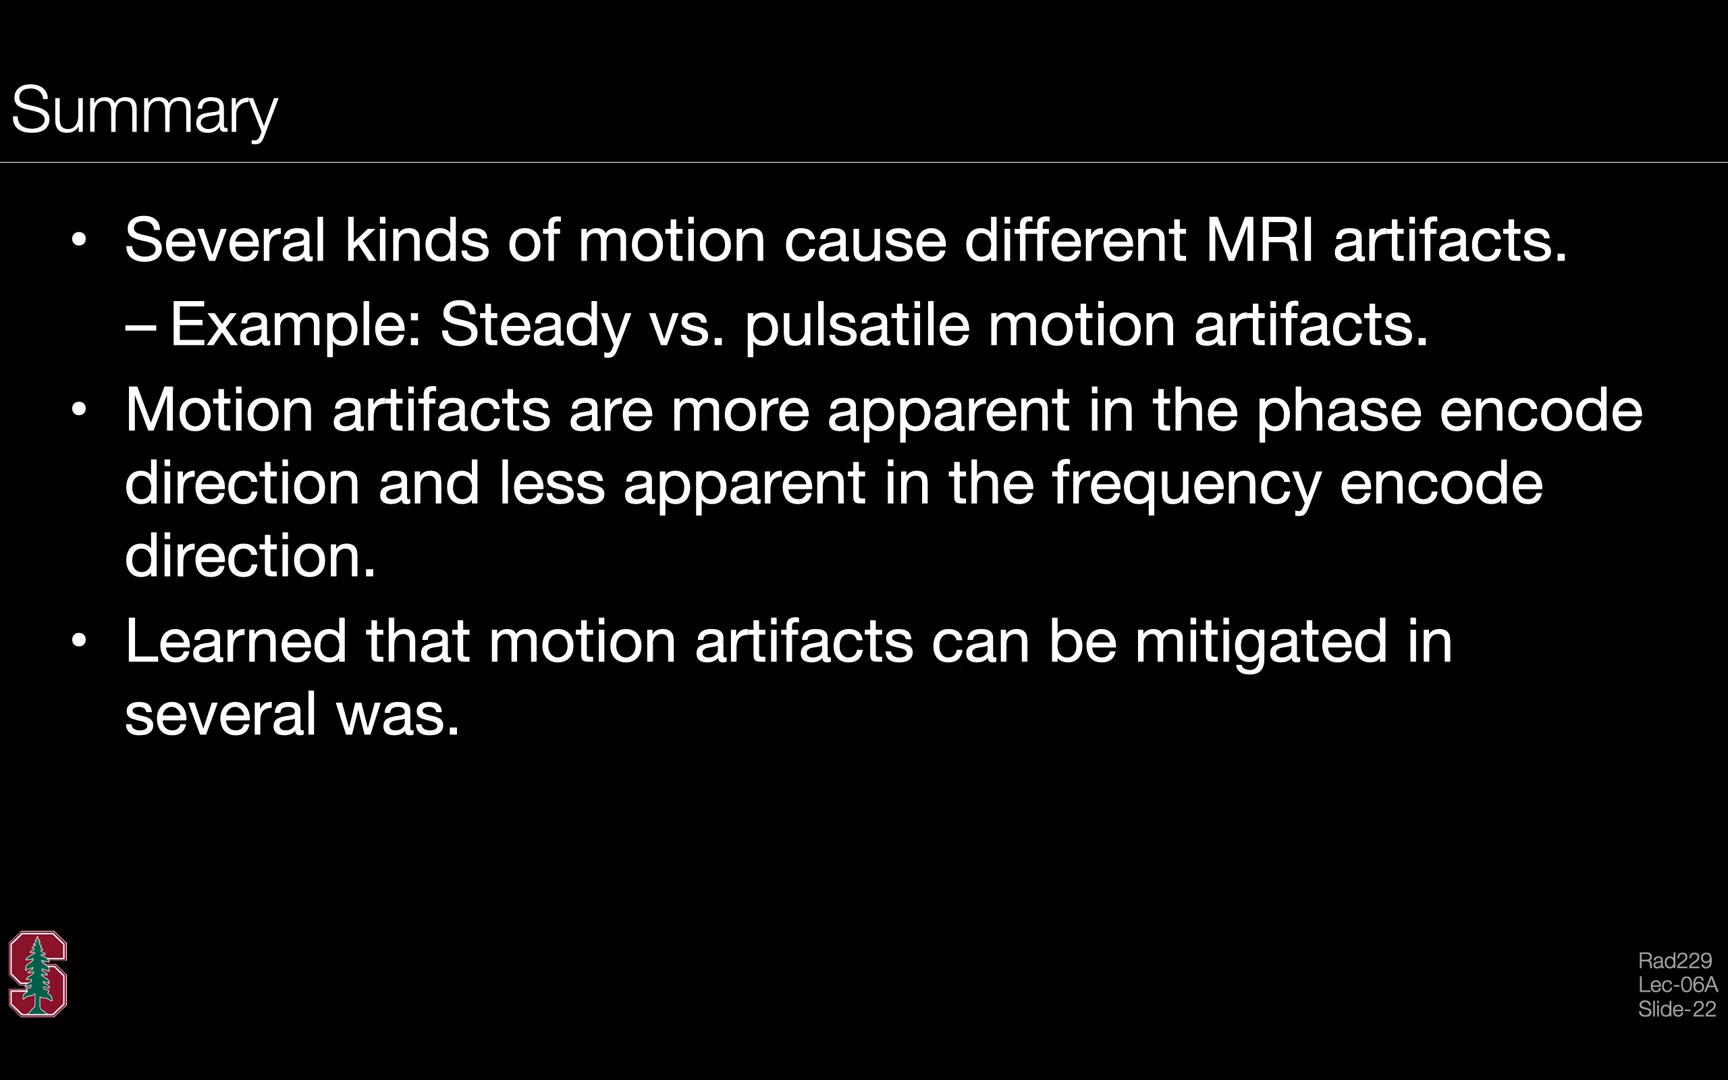 Summary
• Several kinds of motion cause different MRI artifacts.
– Example: Steady vs. pulsatile motion artifacts.
• Motion artifacts are more apparent in the phase encode
direction and less apparent in the frequency encode
direction.
• Learned that motion artifacts can be mitigated in
several was.
Rad229
Lec-06A
Slide-22